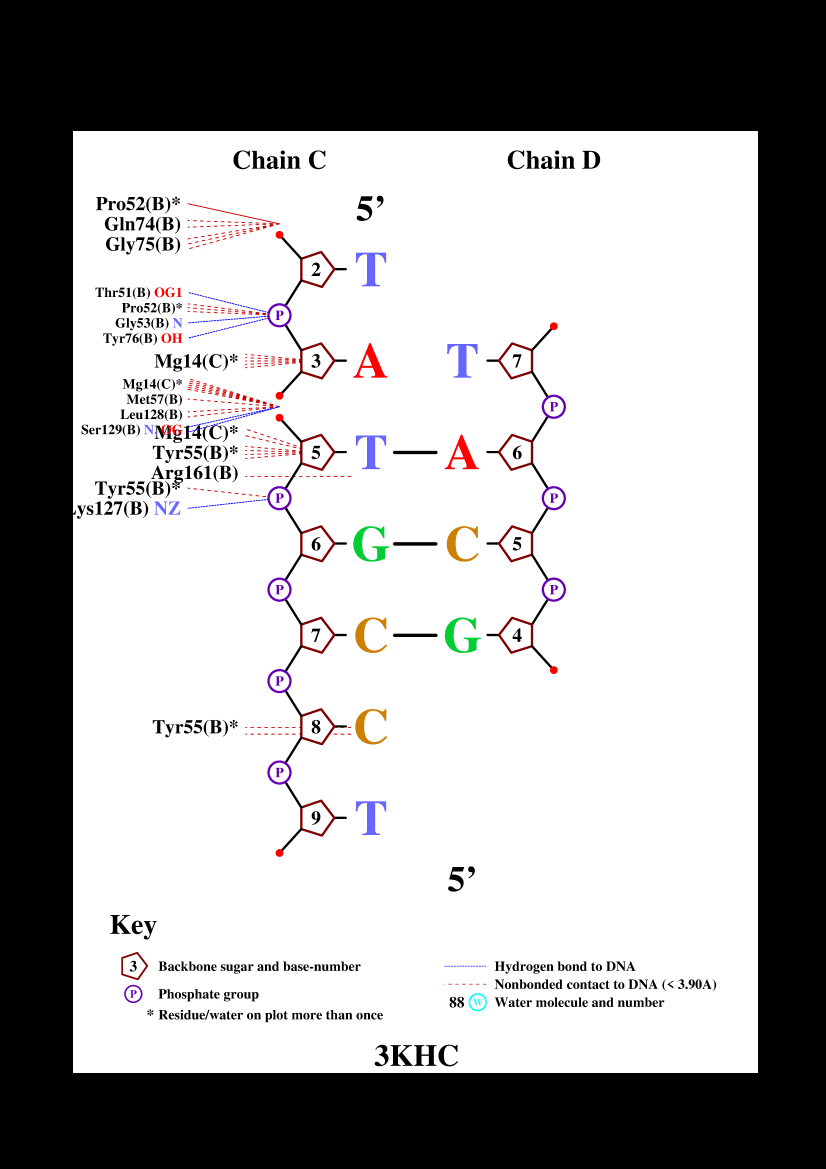 Chain C Chain D
5’
Pro52(B)*
Gln74(B)
Gly75(B)
2 T
Thr51(B) OG1
Pro52(B)*
Gly53(B) N
Tyr76(B) OH
P
Mg14(C)* 3 A T 7
Mg14(C)*
Met57(B)
Leu128(B)
Ser129(B) N OG
P
Mg14(C)*
Tyr55(B)* 5 T A 6
Arg161(B)
Tyr55(B)*
Lys127(B) NZ
P P
6 G C 5
P P
7 C G 4
P
Tyr55(B)* 8 C
P
9 T
5’
Key
3 Backbone sugar and base-number
P Phosphate group
* Residue/water on plot more than once
Hydrogen bond to DNA
Nonbonded contact to DNA (< 3.90A)
88 W Water molecule and number
3KHC